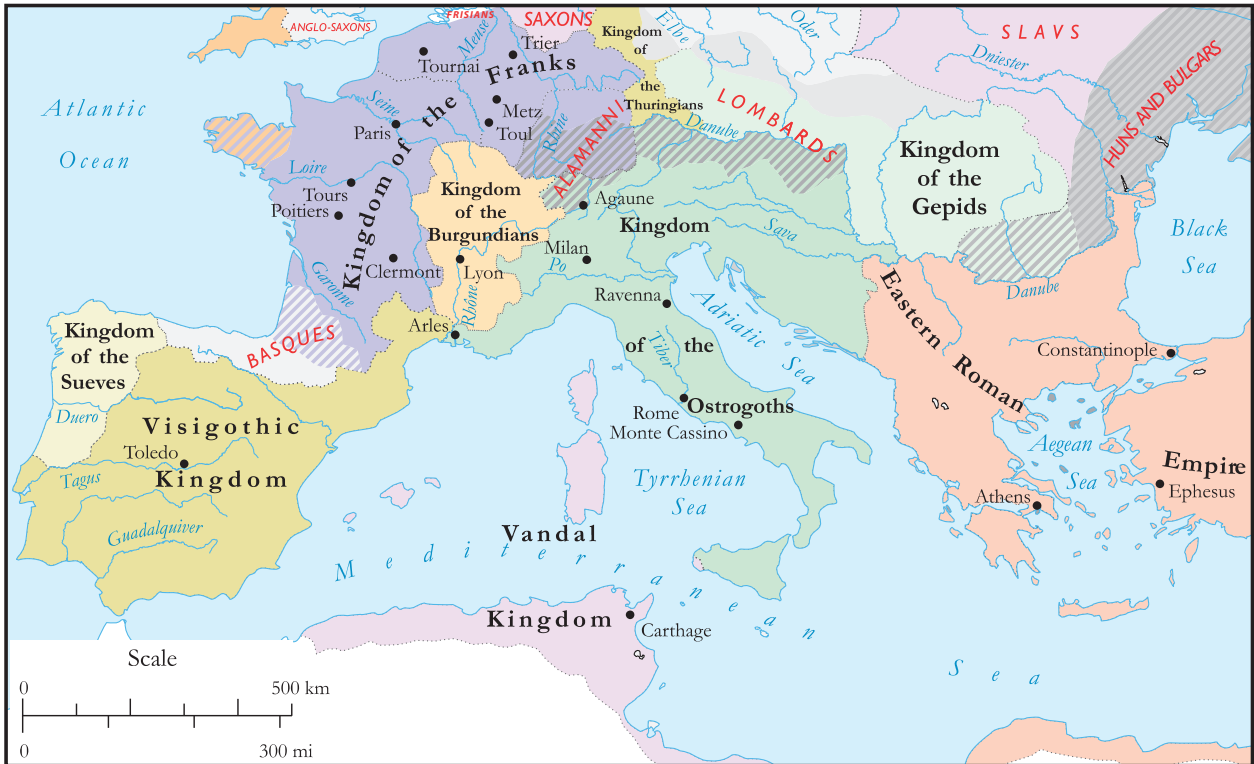 ANGLO-SAXONS
FRISIANS
SAXONS
Kingdom
of
the
Thuringians
Elbe
Oder
SLAVS
Dniester
HUNS AND BULGARS
Meuse
Trier
Tournai
Kingdom of the Franks
Metz
Toul
Seine
Paris
Rhine
ALAMANNI
LOMBARDS
Danube
Atlantic
Ocean
Loire
Tours
Poitiers
Clermont
Garonne
Kingdom
of the
Burgundians
Lyon
Rhône
Arles
Agaune
Milan
Po
Kingdom
of the
Ostrogoths
Sava
Ravenna
Tiber
Adriatic
Sea
Rome
Monte Cassino
Kingdom
of the
Gepids
Black
Sea
Danube
Eastern Roman
Empire
Constantinople
Aegean
Sea
Athens
Ephesus
Kingdom
of the
Sueves
BASQUES
Duero
Visigothic
Kingdom
Toledo
Tagus
Guadalquiver
Tyrrhenian
Sea
Vandal
Kingdom
Carthage
Mediterranean
Sea
Scale
0
500 km
0
300 mi